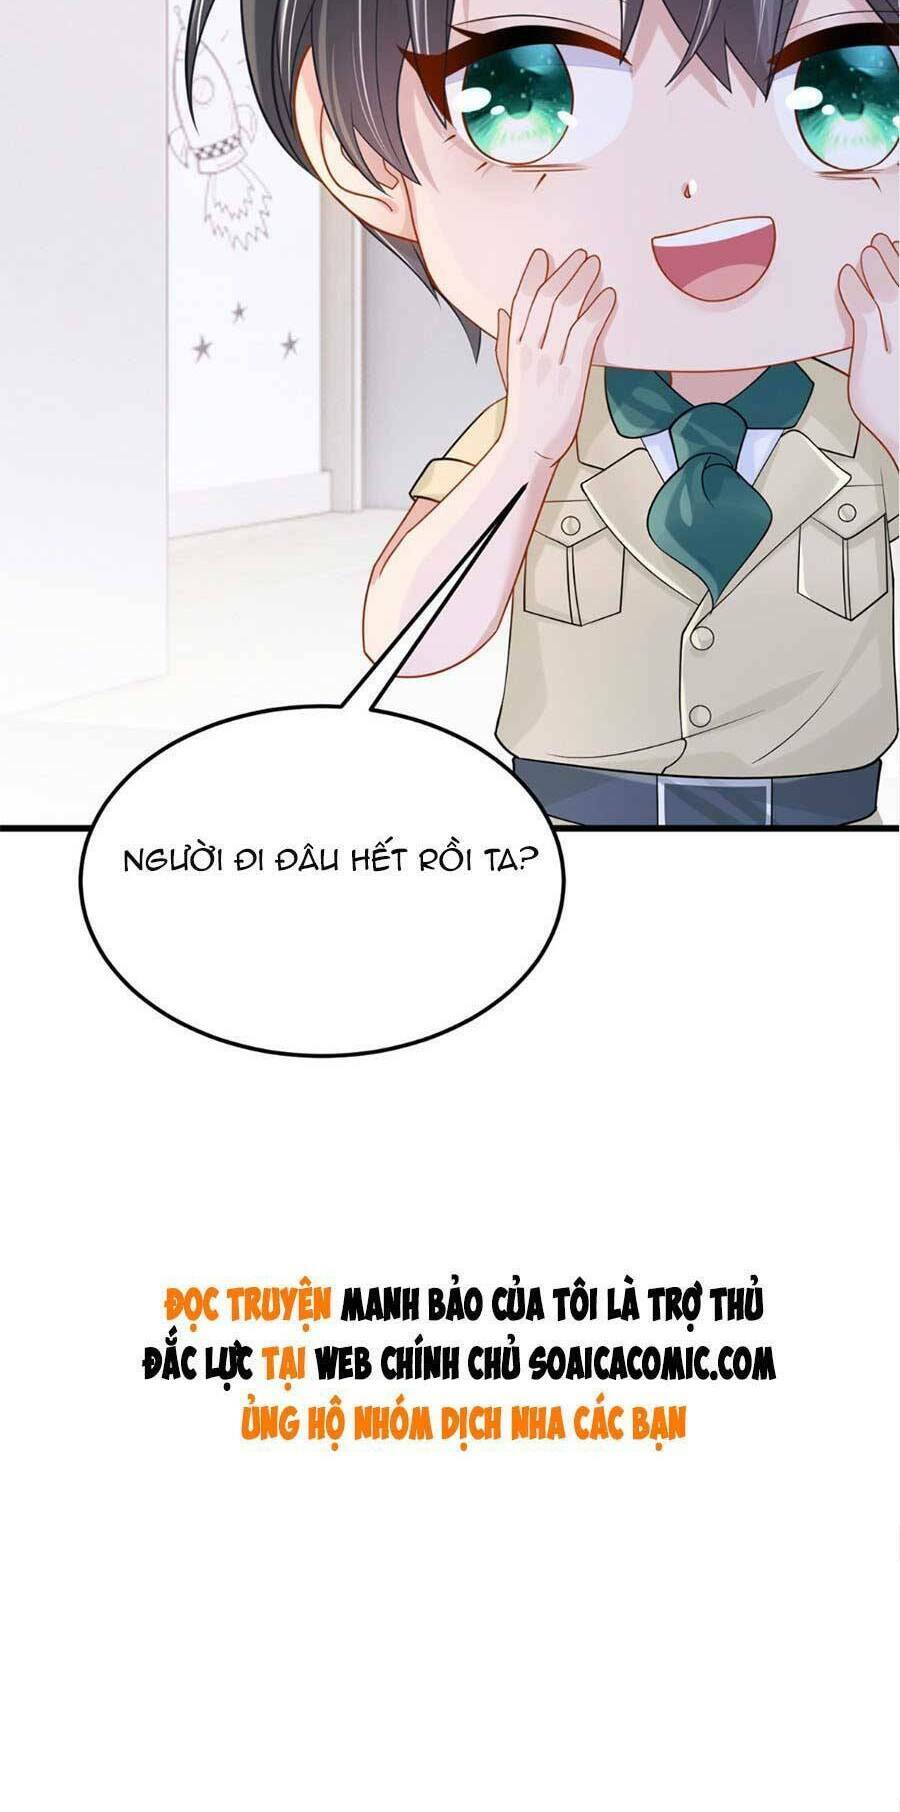 NGƯỜI ĐI ĐÂU HẾT RỒI TA?
ĐỌC TRUYỆN MANH BẢO CỦA TÔI LÀ TRỢ THỦ
ĐẮC LỰC TẠI WEB CHÍNH CHỦ SOAICACOMIC.COM
ỦNG HỘ NHÓM DỊCH NHA CÁC BẠN